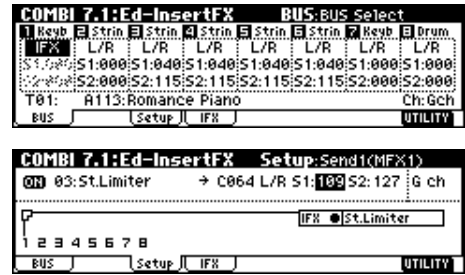 COMBI 7.1:Ed-InsertFX BUS:BUS Select
1 Keyb 2 Strin 3 Strin 4 Strin 5 Strin 6 Strin 7 Keyb 8 Drum
IFX L/R L/R L/R L/R L/R L/R L/R
S1:000 S1:040 S1:040 S1:040 S1:040 S1:000 S1:000
S2:000 S2:115 S2:115 S2:115 S2:115 S2:000 S2:000
T01: A113:Romance Piano Ch:Gch
BUS Setup IFX UTILITY
COMBI 7.1:Ed-InsertFX Setup:Send1(MFX1)
ON 03:St.Limiter → C064 L/R S1:109 S2:127 G ch
IFX ●St.Limiter
1 2 3 4 5 6 7 8
BUS Setup IFX UTILITY